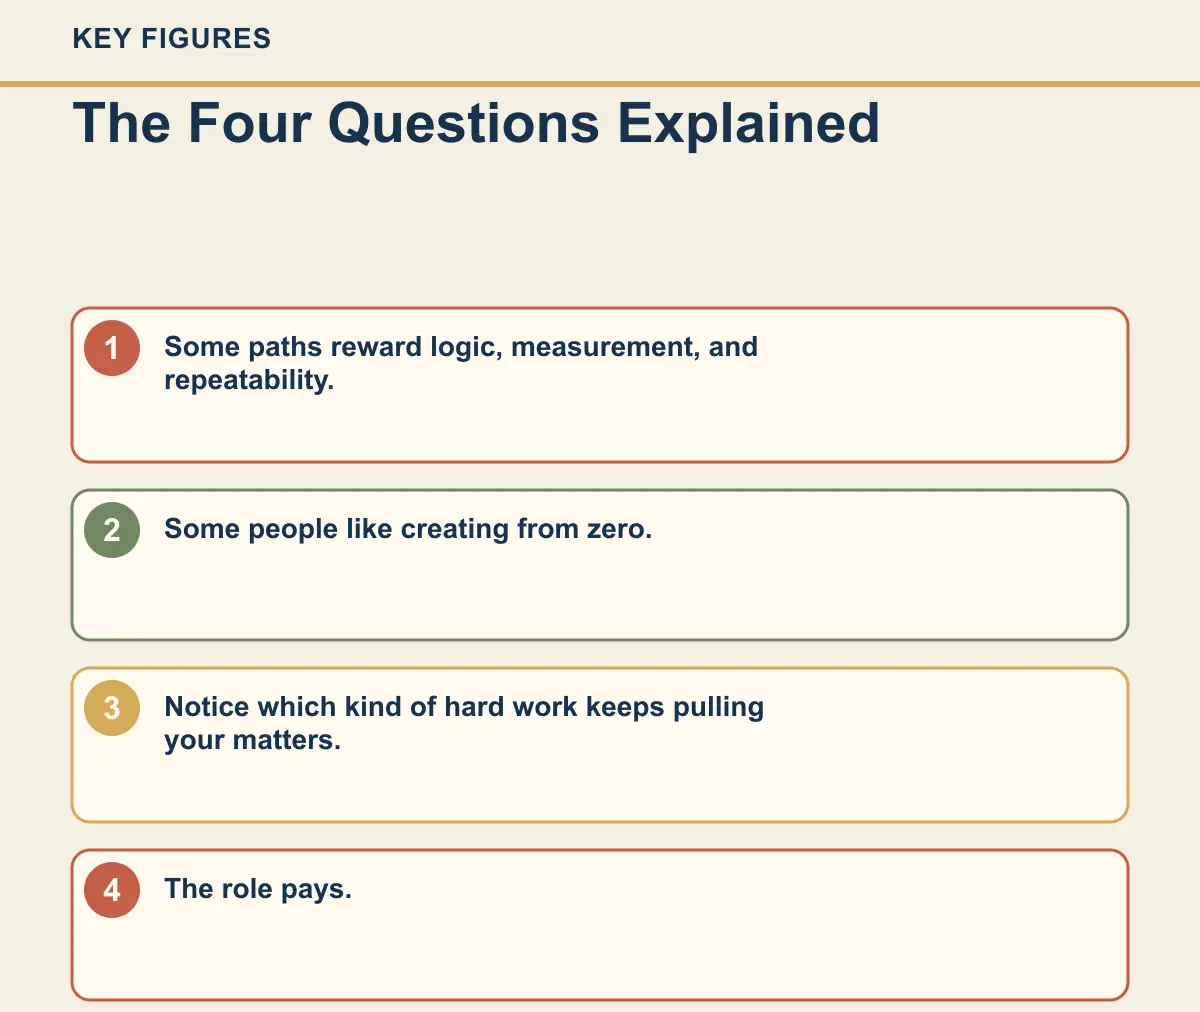 KEY FIGURES
The Four Questions Explained
1
Some paths reward logic, measurement, and
repeatability.
2
Some people like creating from zero.
3
Notice which kind of hard work keeps pulling
your matters.
4
The role pays.